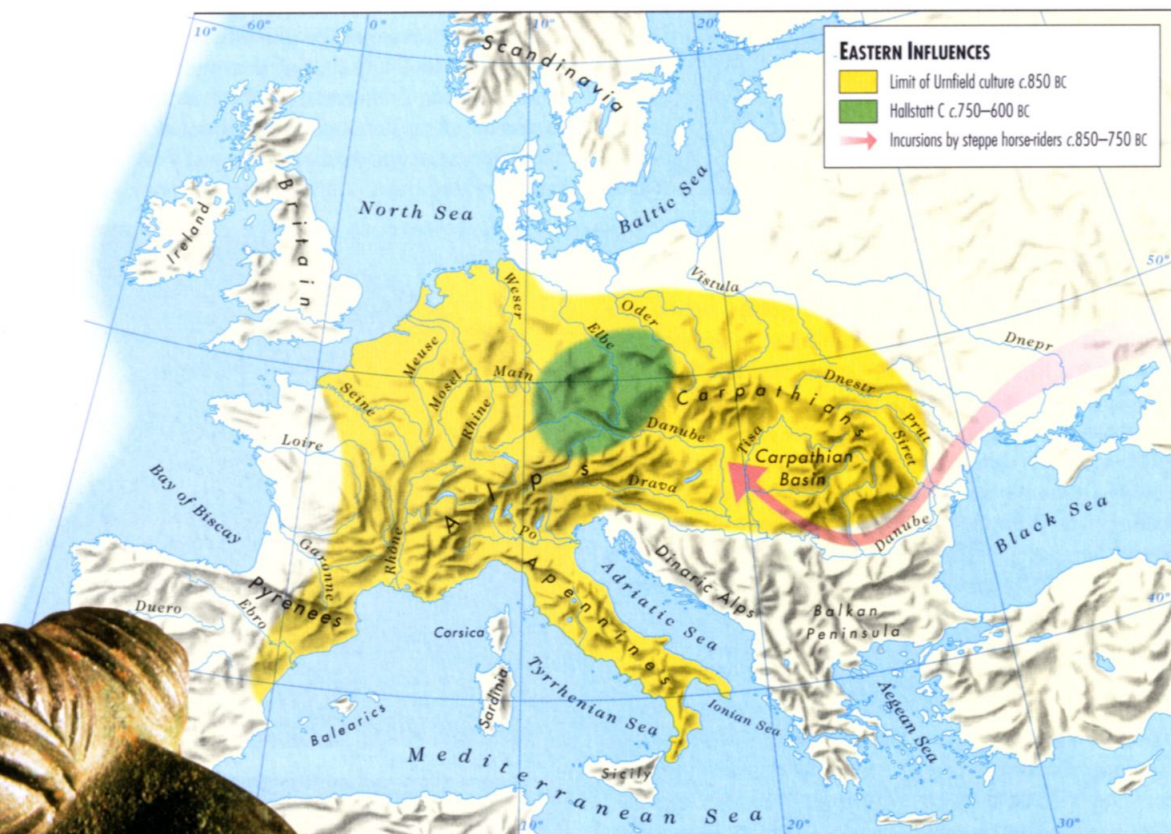 10°
60°
0°
10°
20°
EASTERN INFLUENCES
Limit of Urnfield culture c.850 BC
Hallstatt C c.750–600 BC
Incursions by steppe horse-riders c.850–750 BC
Scandinavia
Britain
Ireland
North Sea
Baltic Sea
50°
Vistula
Weser
Oder
Elbe
Dnepr
Meuse
Mosel
Main
Rhine
Seine
Dnestr
Carpathians
Prut
Siret
Loire
Danube
Tisa
Carpathian
Basin
Bay of Biscay
Alps
Drava
Danube
Black Sea
Po
Rhône
Garonne
Pyrenees
Apennines
Adriatic Sea
Dinaric Alps
Duero
Ebro
Balkan
Peninsula
40°
Corsica
Sardinia
Tyrrhenian Sea
Ionian Sea
Aegean Sea
Balearics
Mediterranean Sea
Sicily
10°
20°
30°